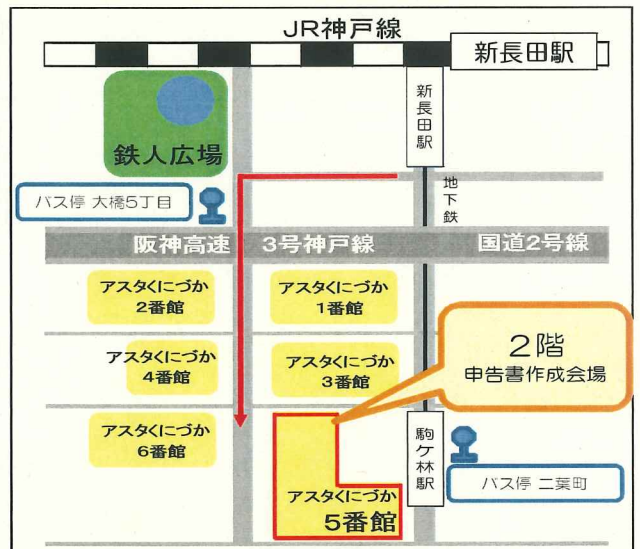 JR神戸線
新長田駅
新長田駅
地下鉄
鉄人広場
バス停 大橋5丁目
阪神高速 3号神戸線 国道2号線
アスタくにづか
2番館
アスタくにづか
1番館
2階
申告書作成会場
アスタくにづか
4番館
アスタくにづか
3番館
アスタくにづか
6番館
駒ケ林駅
バス停 二葉町
アスタくにづか
5番館